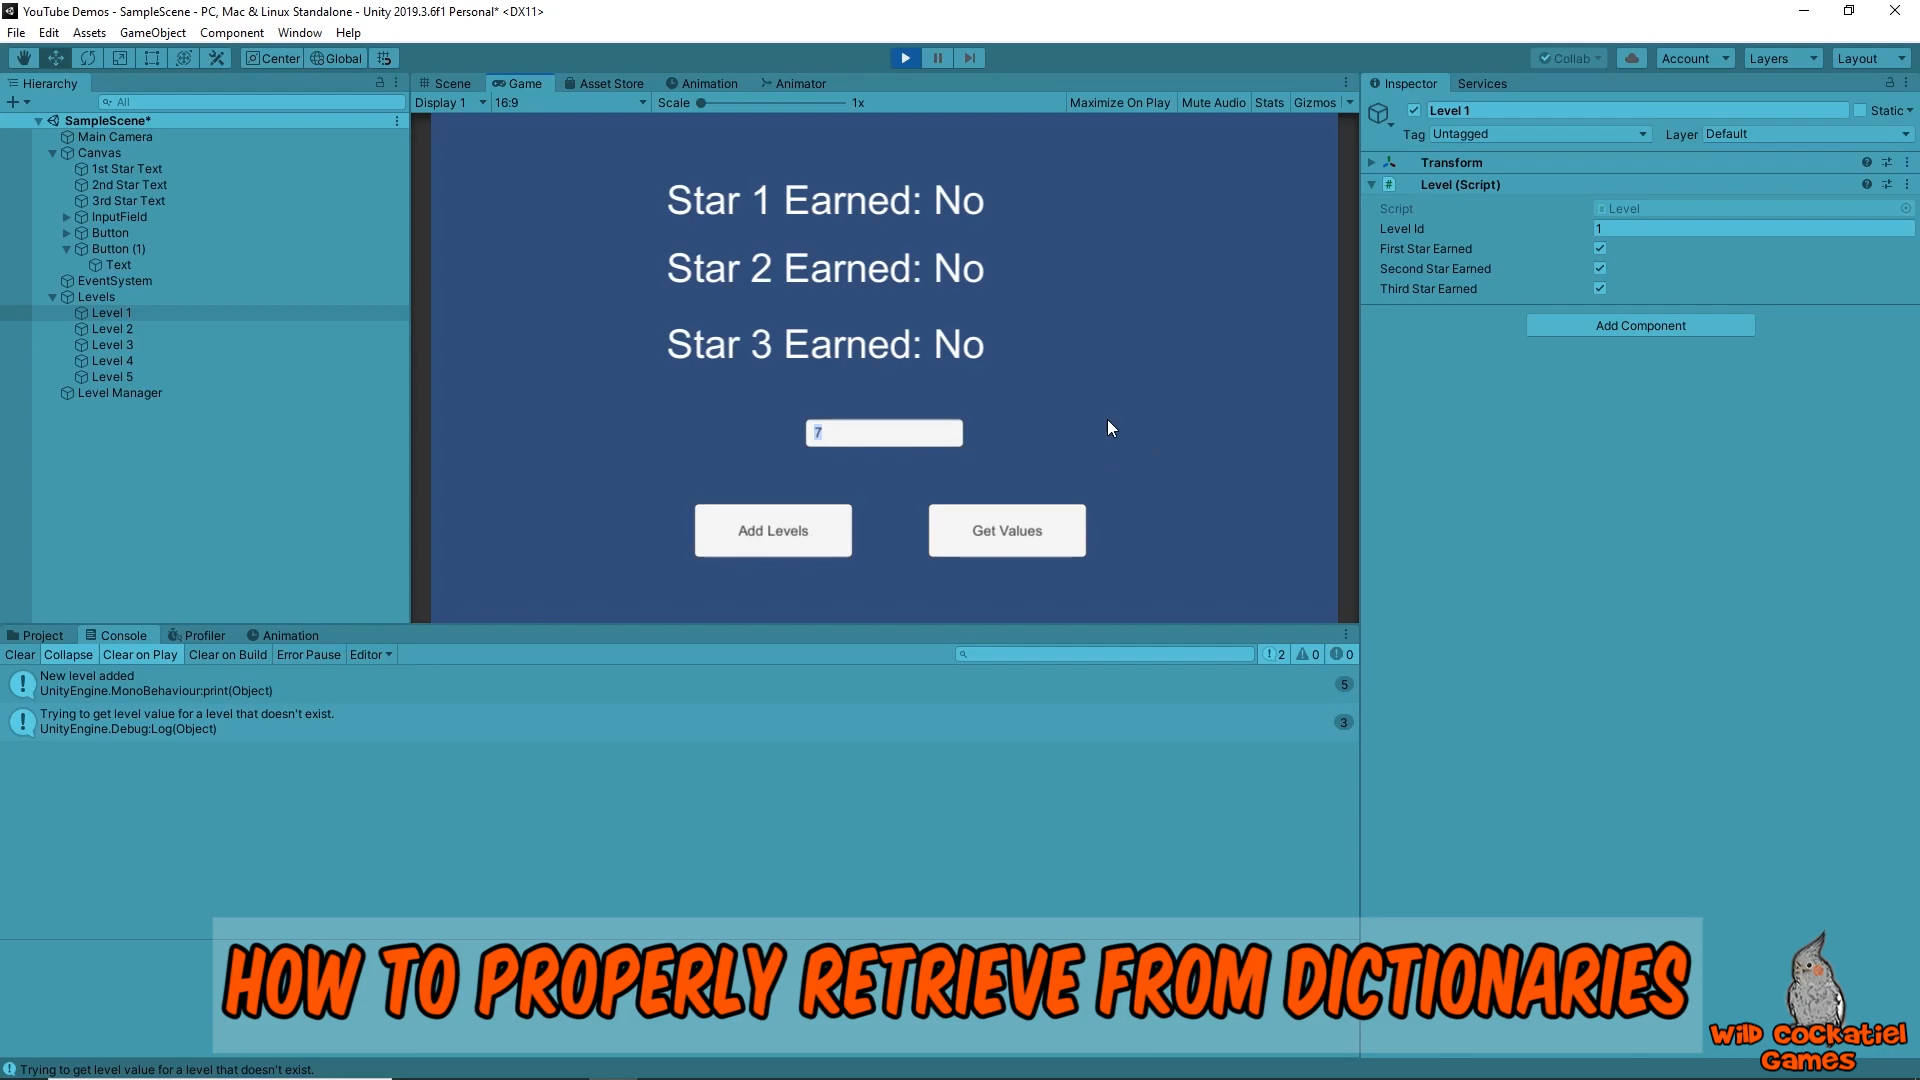 YouTube Demos - SampleScene - PC, Mac & Linux Standalone - Unity 2019.3.6f1 Personal* <DX11>
File Edit Assets GameObject Component Window Help
Center Global Collab Account Layers Layout
Hierarchy
All
SampleScene*
Main Camera
Canvas
1st Star Text
2nd Star Text
3rd Star Text
InputField
Button
Button (1)
Text
EventSystem
Levels
Level 1
Level 2
Level 3
Level 4
Level 5
Level Manager
Scene Game Asset Store Animation Animator
Display 1 16:9 Scale 1x Maximize On Play Mute Audio Stats Gizmos
Star 1 Earned: No
Star 2 Earned: No
Star 3 Earned: No
7
Add Levels Get Values
Inspector Services
Level 1 Static
Tag Untagged Layer Default
Transform
# Level (Script)
Script Level
Level Id 1
First Star Earned
Second Star Earned
Third Star Earned
Add Component
Project Console Profiler Animation
Clear Collapse Clear on Play Clear on Build Error Pause Editor 2 0 0
New level added
UnityEngine.MonoBehaviour:print(Object)
5
Trying to get level value for a level that doesn't exist.
UnityEngine.Debug:Log(Object)
3
HOW TO PROPERLY RETRIEVE FROM DICTIONARIES
Wild Cockatiel
Games
Trying to get level value for a level that doesn't exist.